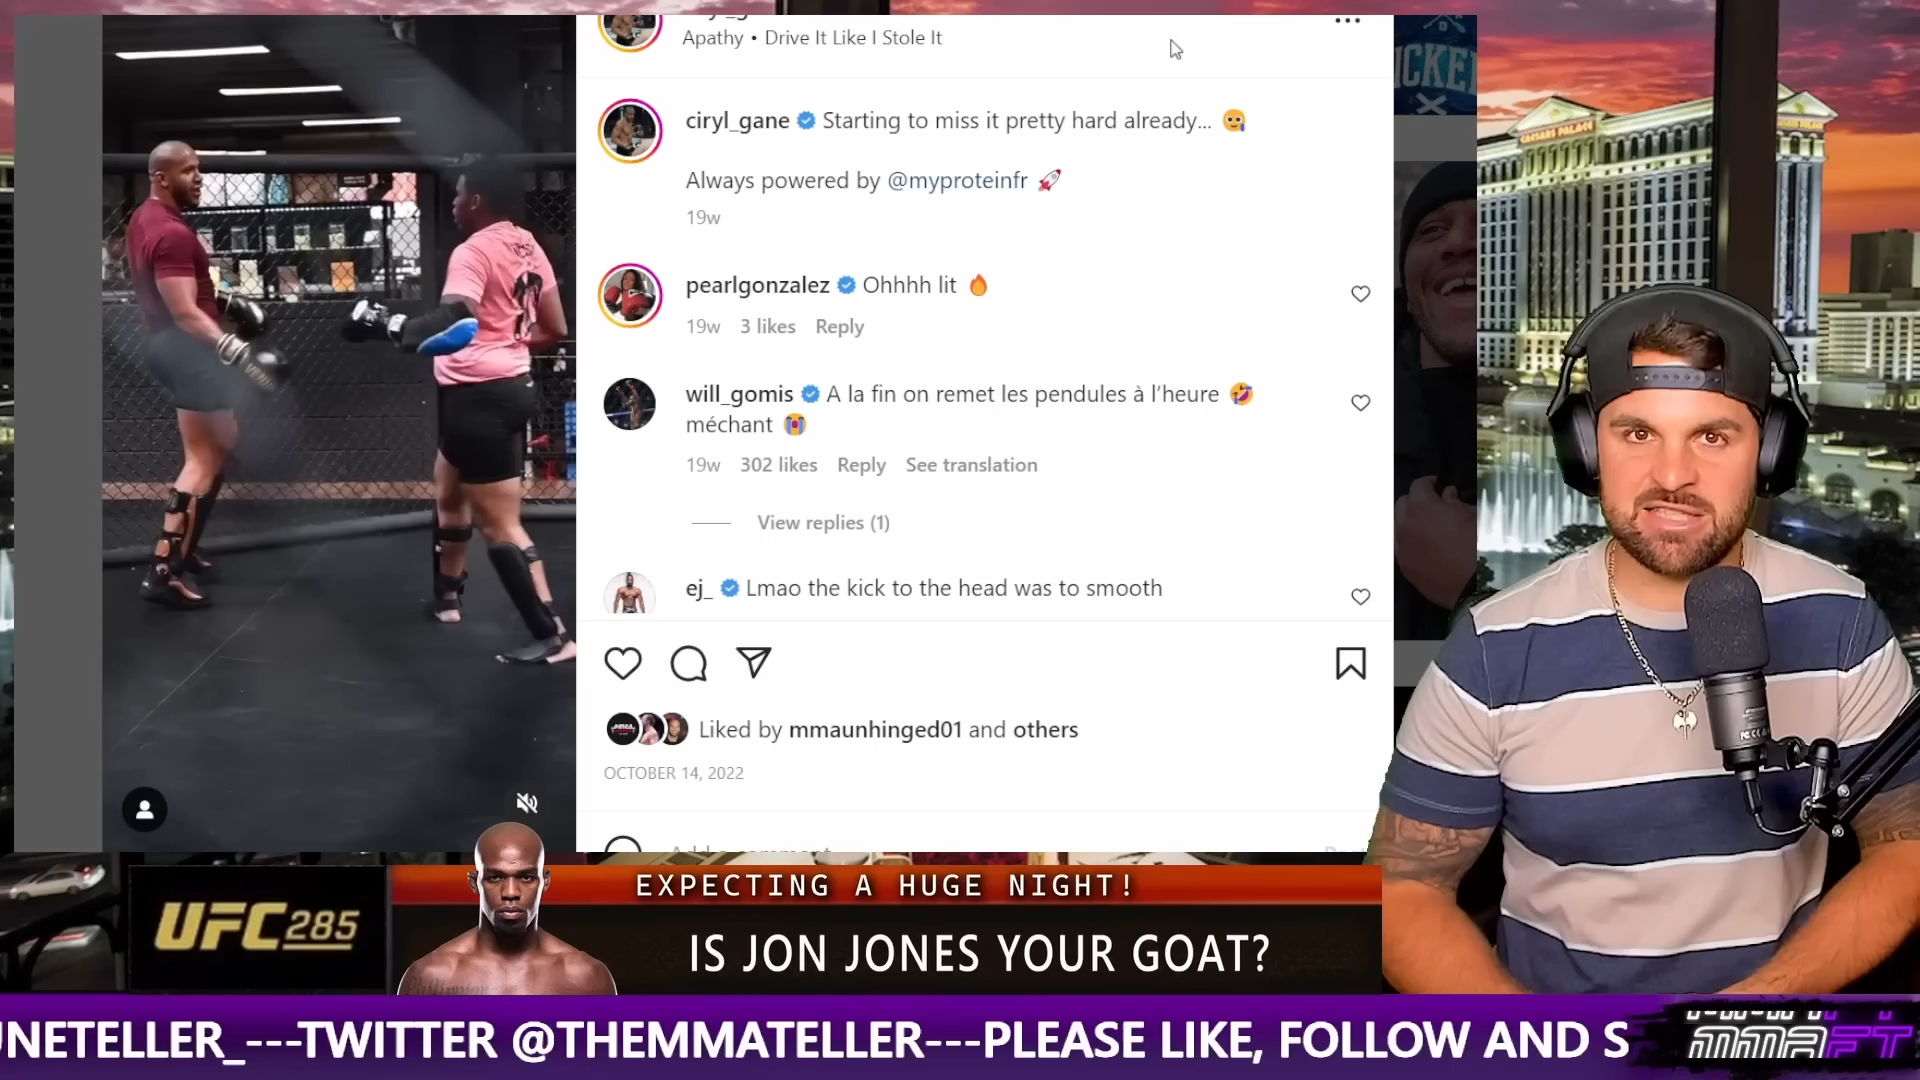 Apathy • Drive It Like I Stole It
ciryl_gane Starting to miss it pretty hard already...
Always powered by @myproteinfr
19w
pearlgonzalez Ohhhh lit
19w 3 likes Reply
will_gomis A la fin on remet les pendules à l’heure
méchant
19w 302 likes Reply See translation
View replies (1)
ej_ Lmao the kick to the head was to smooth
Liked by mmaunhinged01 and others
OCTOBER 14, 2022
CAESARS PALACE
UFC 285
EXPECTING A HUGE NIGHT!
IS JON JONES YOUR GOAT?
UNETELLER_---TWITTER @THEMMATELLER---PLEASE LIKE, FOLLOW AND S
MMAFT